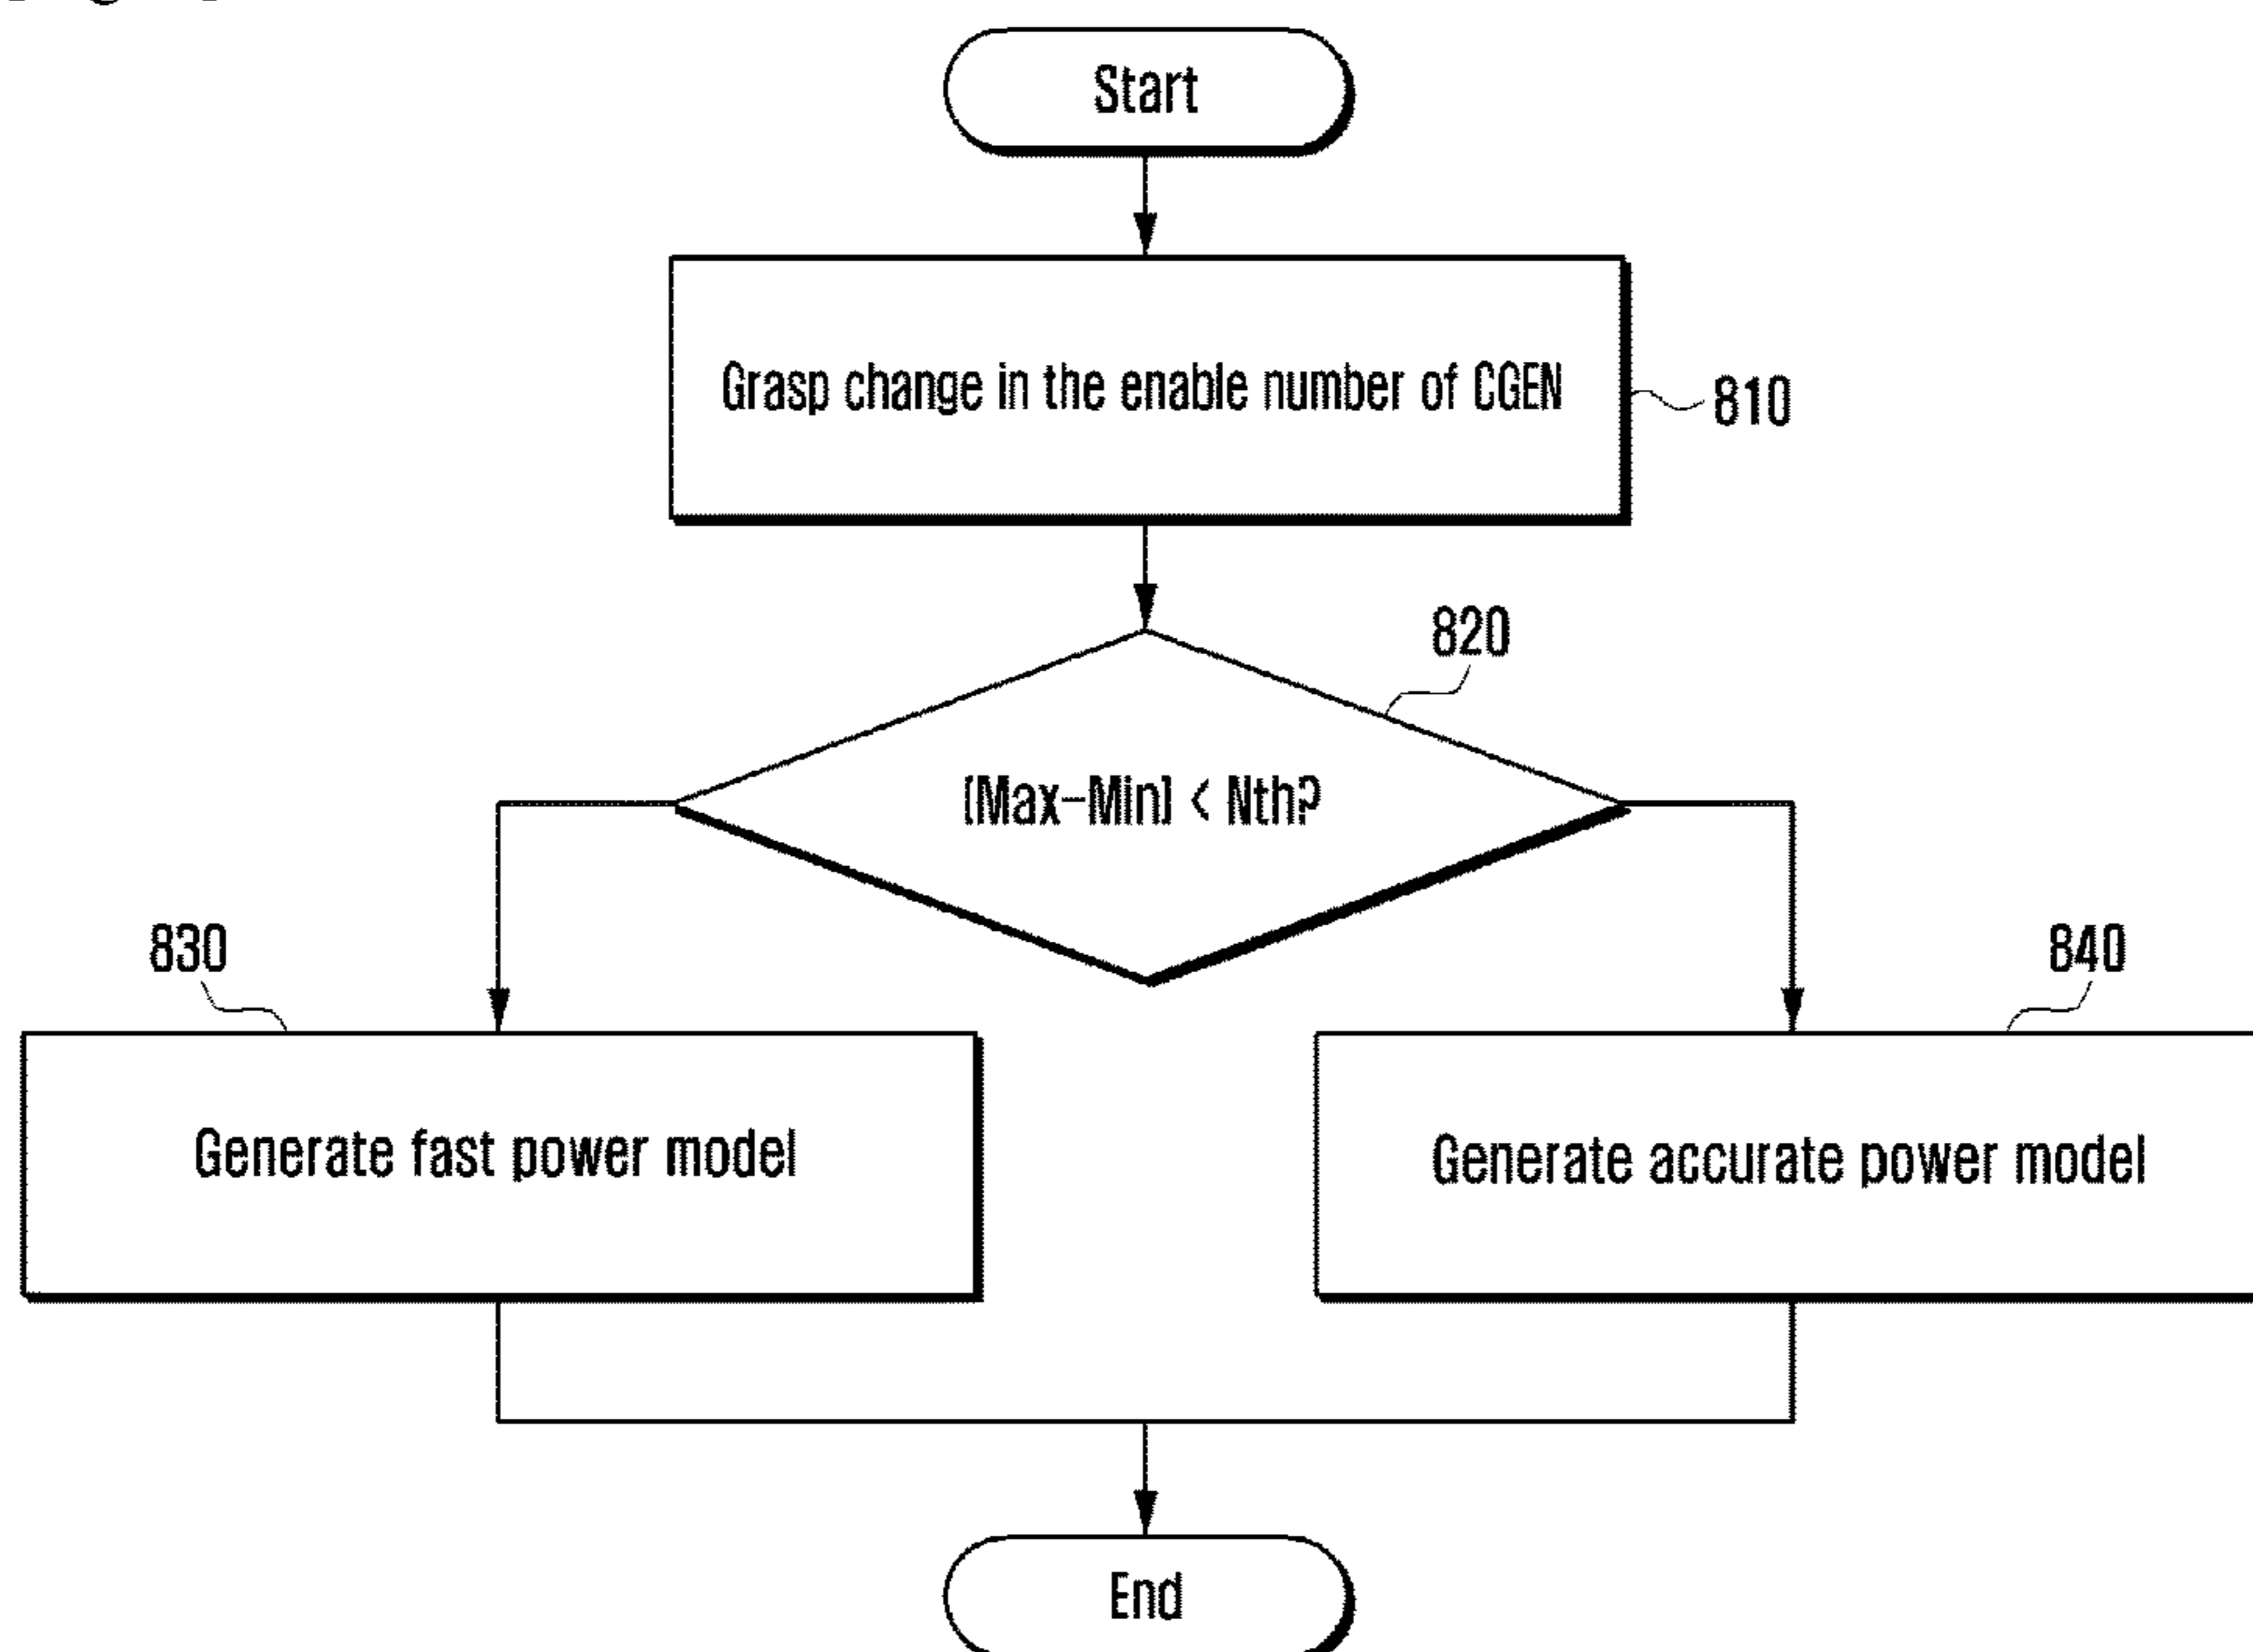 Start
Grasp change in the enable number of CGEN
810
820
(Max-Min) < Nth?
830
840
Generate fast power model
Generate accurate power model
End